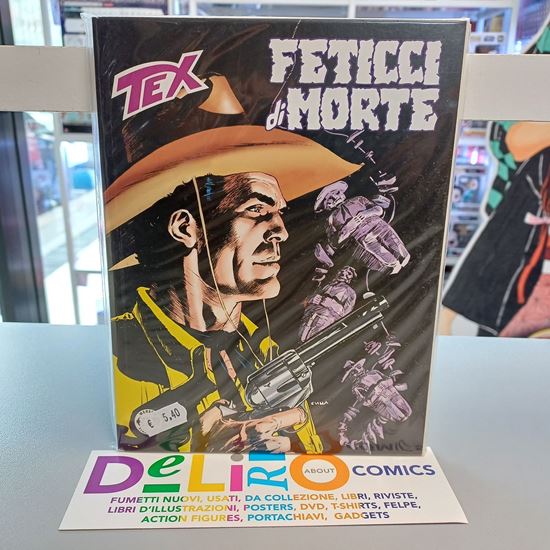 TEX
FETICCI
di MORTE
€ 5,40
DeLiRiO
ABOUT
COMICS
FUMETTI NUOVI, USATI, DA COLLEZIONE, LIBRI, RIVISTE,
LIBRI D'ILLUSTRAZIONI, POSTERS, DVD, T-SHIRTS, FELPE,
ACTION FIGURES, PORTACHIAVI, GADGETS